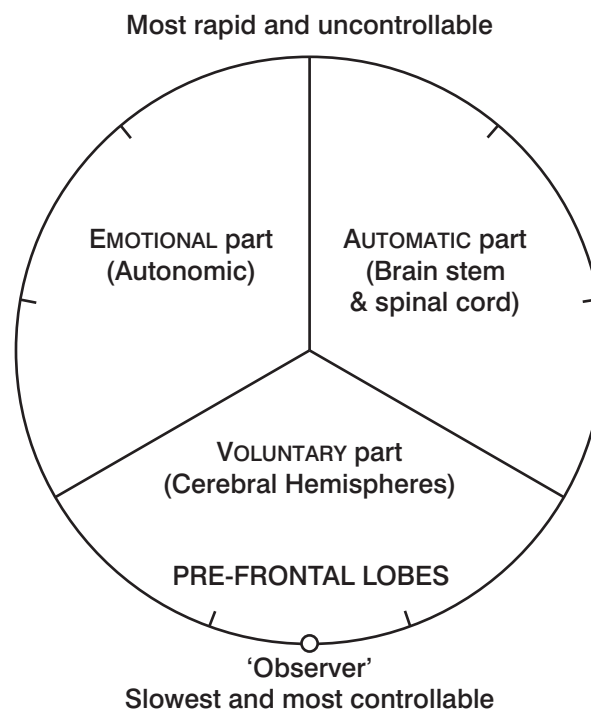 Most rapid and uncontrollable
EMOTIONAL part
(Autonomic)
AUTOMATIC part
(Brain stem
& spinal cord)
VOLUNTARY part
(Cerebral Hemispheres)
PRE-FRONTAL LOBES
‘Observer’
Slowest and most controllable